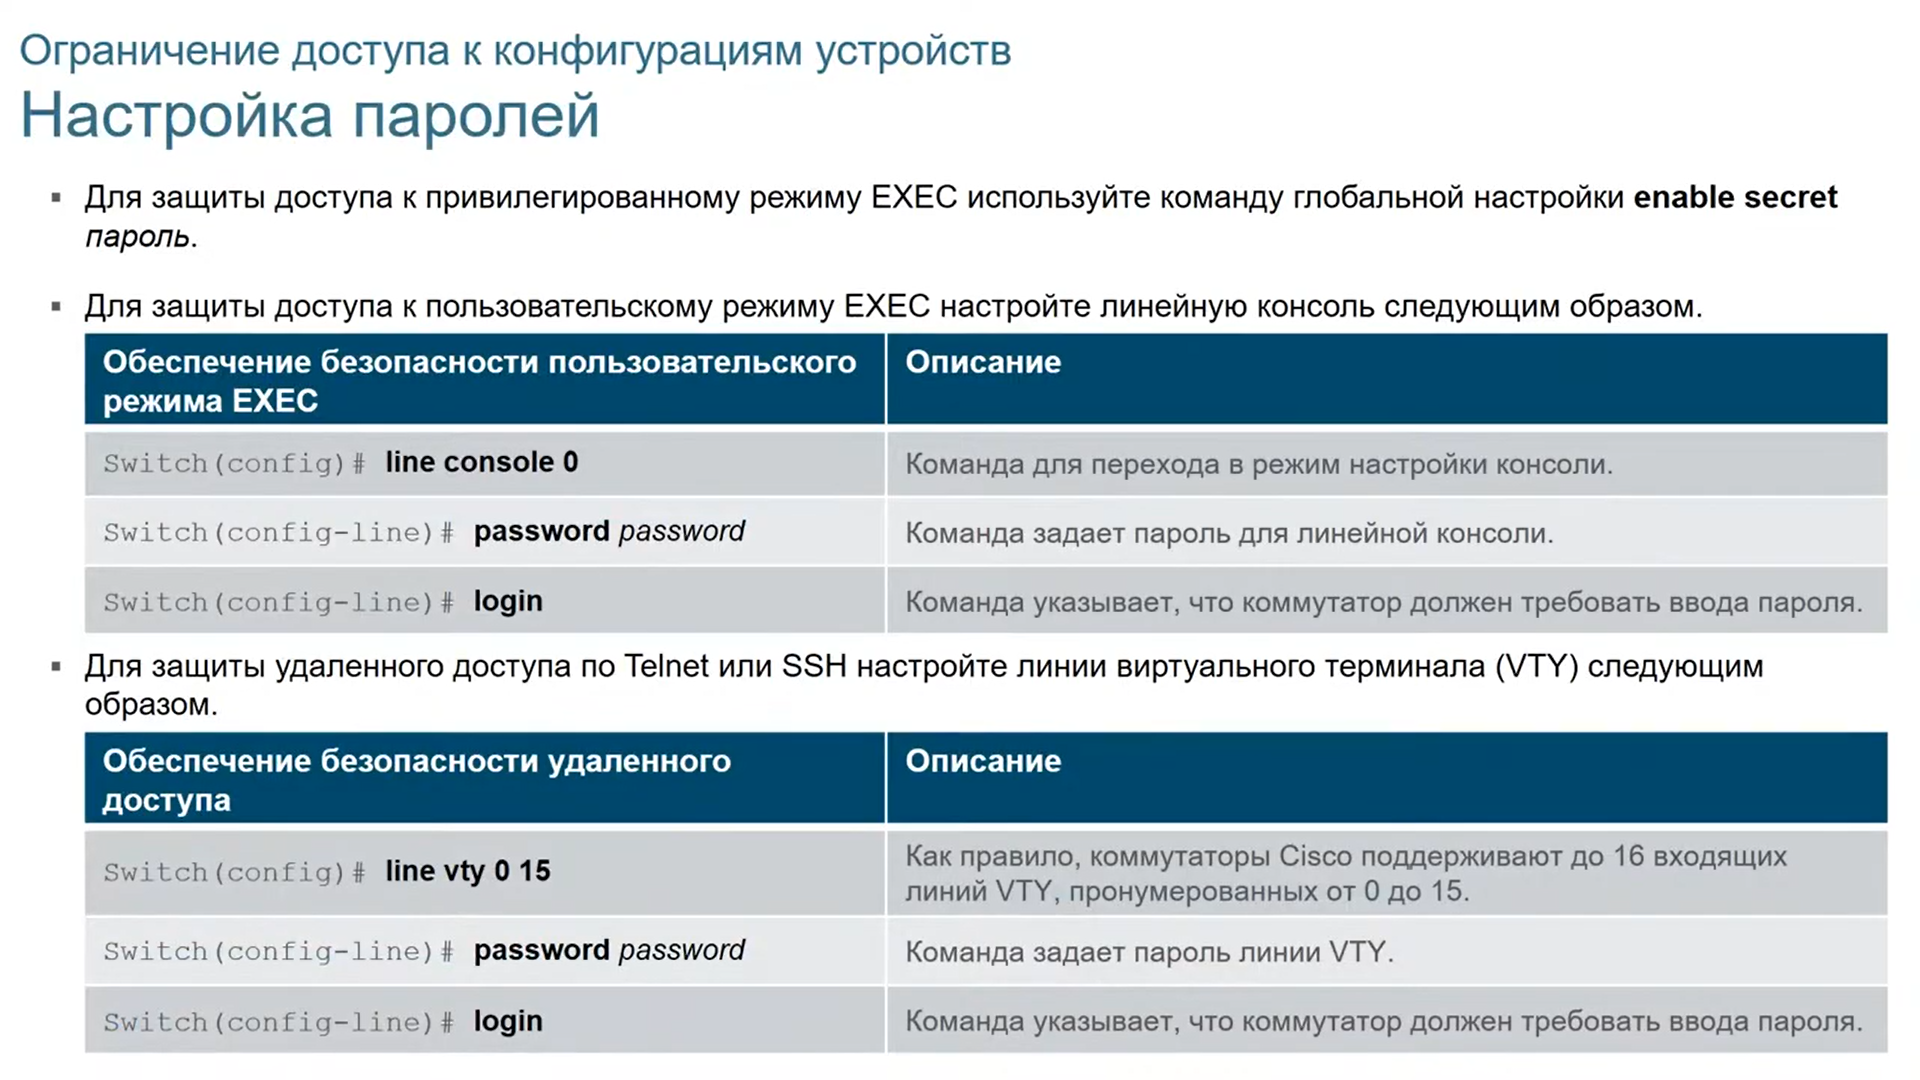 Ограничение доступа к конфигурациям устройств
Настройка паролей
▪ Для защиты доступа к привилегированному режиму EXEC используйте команду глобальной настройки enable secret
пароль.
▪ Для защиты доступа к пользовательскому режиму EXEC настройте линейную консоль следующим образом.
Обеспечение безопасности пользовательского
режима EXEC
Описание
Switch(config)# line console 0
Команда для перехода в режим настройки консоли.
Switch(config-line)# password password
Команда задает пароль для линейной консоли.
Switch(config-line)# login
Команда указывает, что коммутатор должен требовать ввода пароля.
▪ Для защиты удаленного доступа по Telnet или SSH настройте линии виртуального терминала (VTY) следующим
образом.
Обеспечение безопасности удаленного
доступа
Описание
Switch(config)# line vty 0 15
Как правило, коммутаторы Cisco поддерживают до 16 входящих
линий VTY, пронумерованных от 0 до 15.
Switch(config-line)# password password
Команда задает пароль линии VTY.
Switch(config-line)# login
Команда указывает, что коммутатор должен требовать ввода пароля.